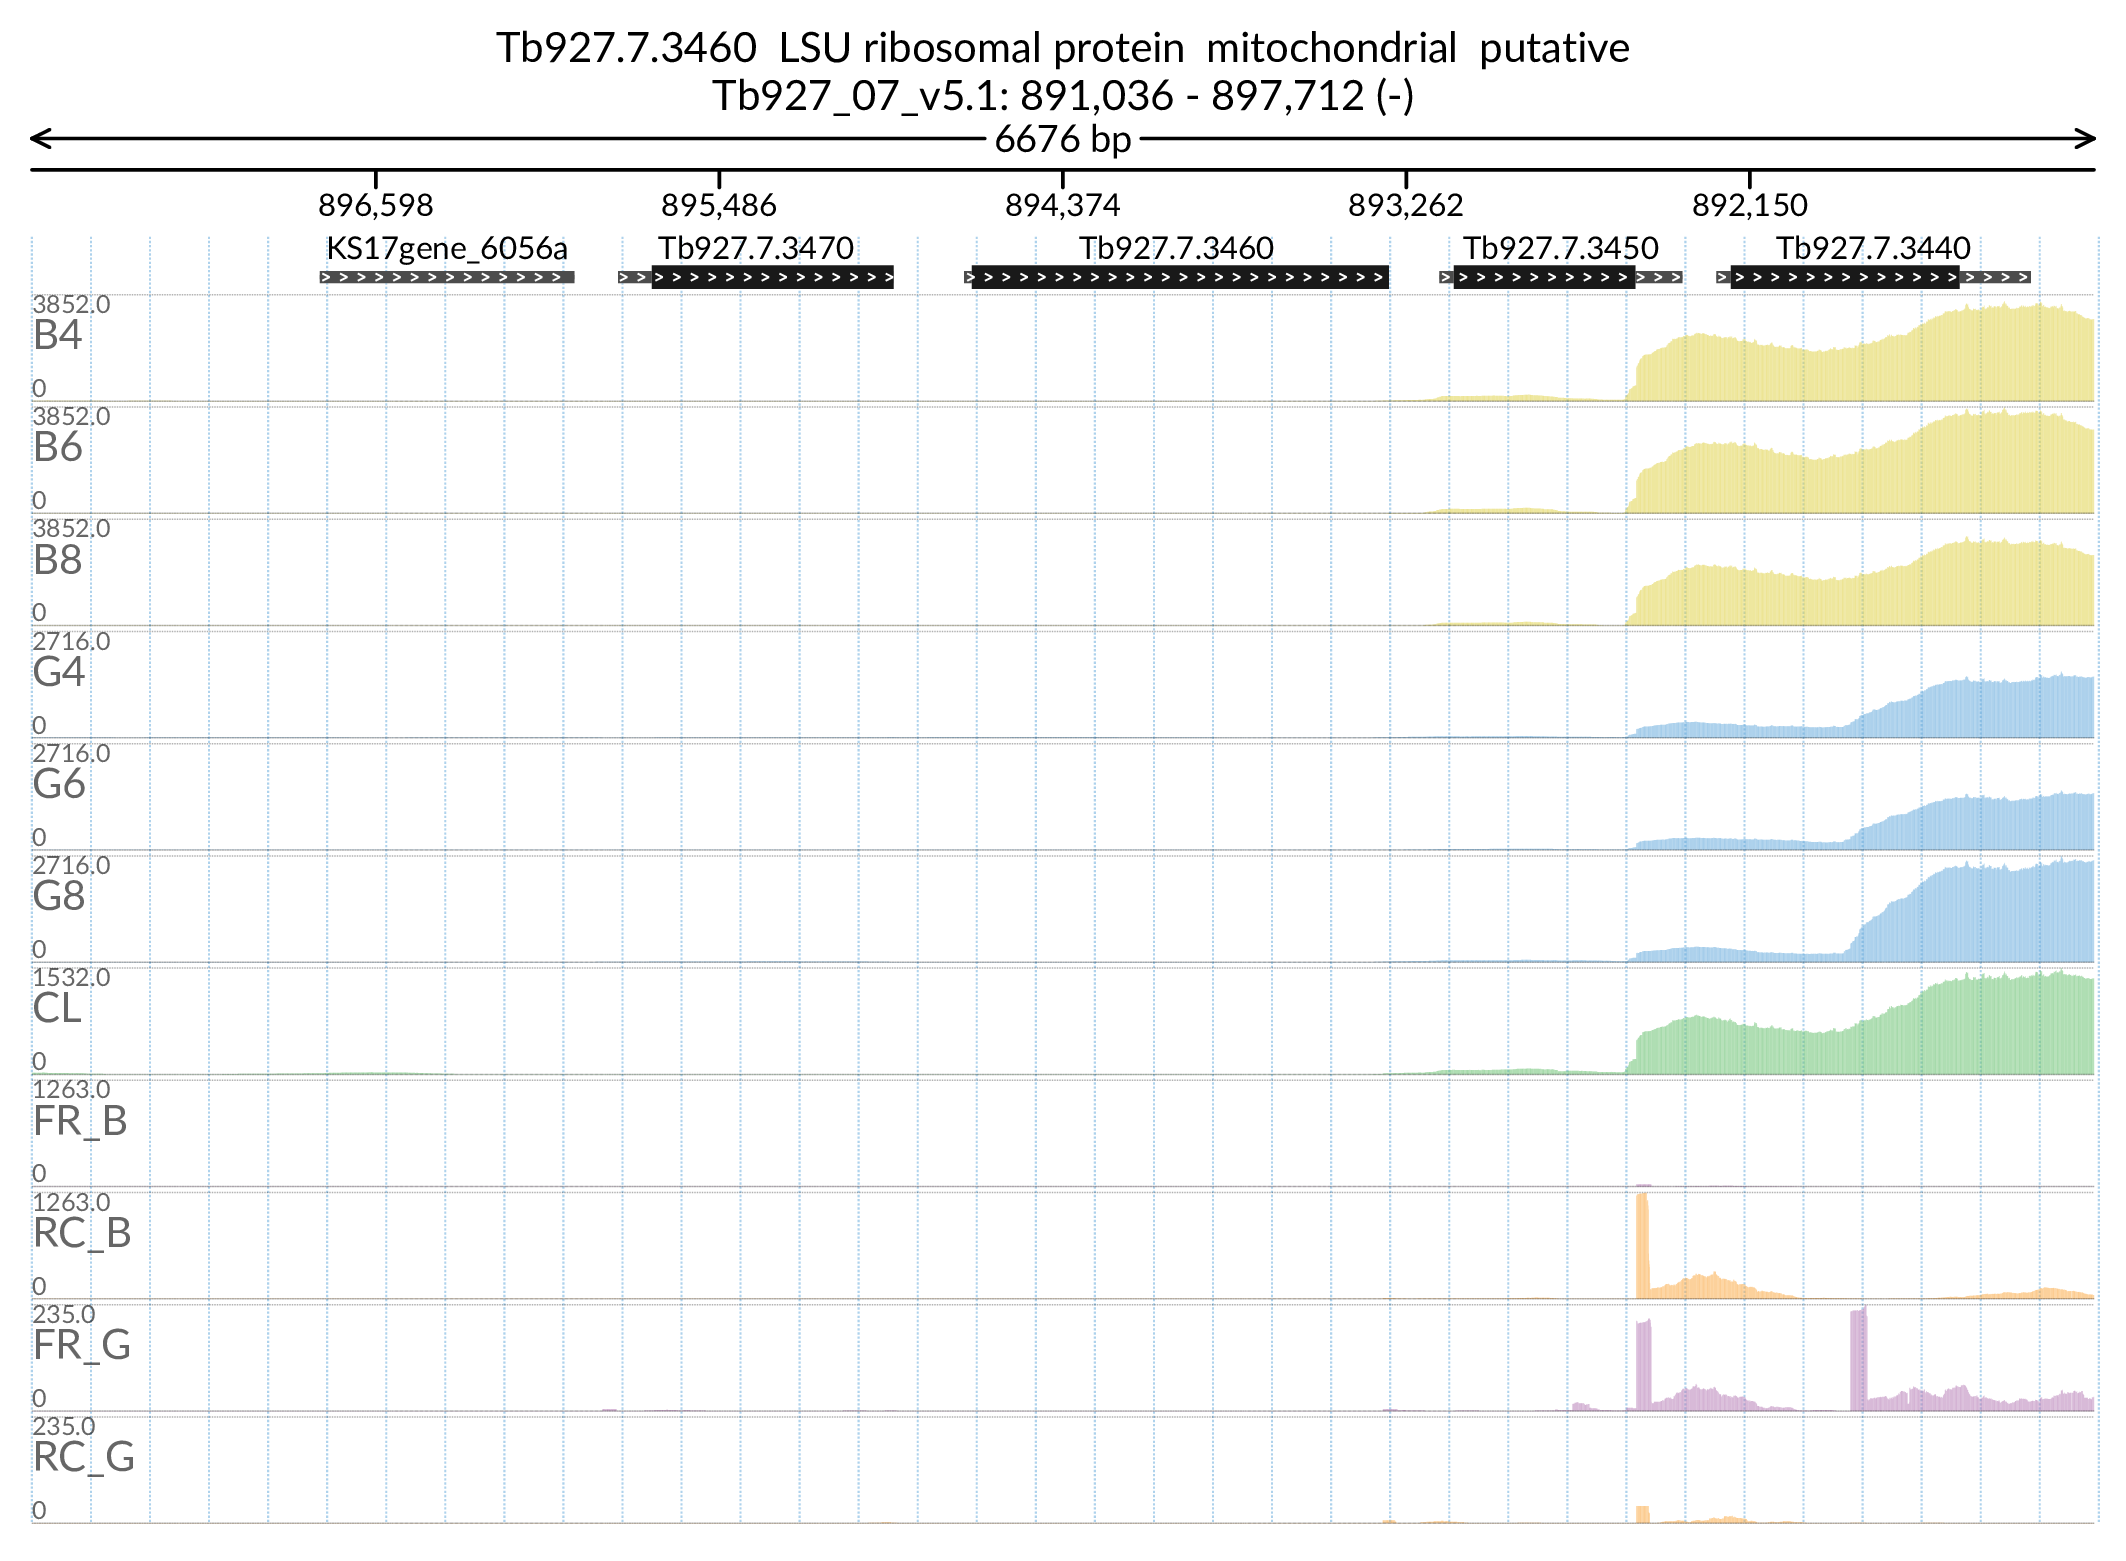 Tb927.7.3460 LSU ribosomal protein mitochondrial putative
Tb927_07_v5.1: 891,036 - 897,712 (-)
6676 bp
896,598 895,486 894,374 893,262 892,150
KS17gene_6056a Tb927.7.3470 Tb927.7.3460 Tb927.7.3450 Tb927.7.3440
3852.0
B4
0
3852.0
B6
0
3852.0
B8
0
2716.0
G4
0
2716.0
G6
0
2716.0
G8
0
1532.0
CL
0
1263.0
FR_B
0
1263.0
RC_B
0
235.0
FR_G
0
235.0
RC_G
0